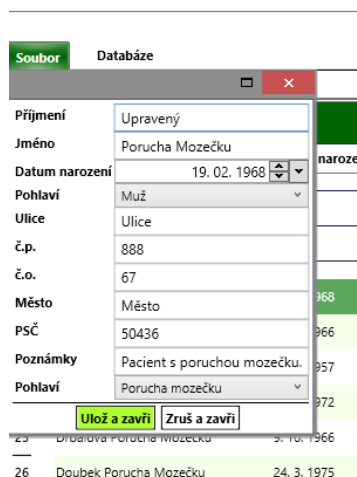 Soubor Databáze
Příjmení Upravený
Jméno Porucha Mozečku
Datum narození 19. 02. 1968
Pohlaví Muž
Ulice Ulice
č.p. 888
č.o. 67
Město Město
PSČ 50436
Poznámky Pacient s poruchou mozečku.
Pohlaví Porucha mozečku
Ulož a zavři Zruš a zavři
naroze
968
966
957
972
25 Drbalová Porucha Mozečku 9. 10. 1966
26 Doubek Porucha Mozečku 24. 3. 1975